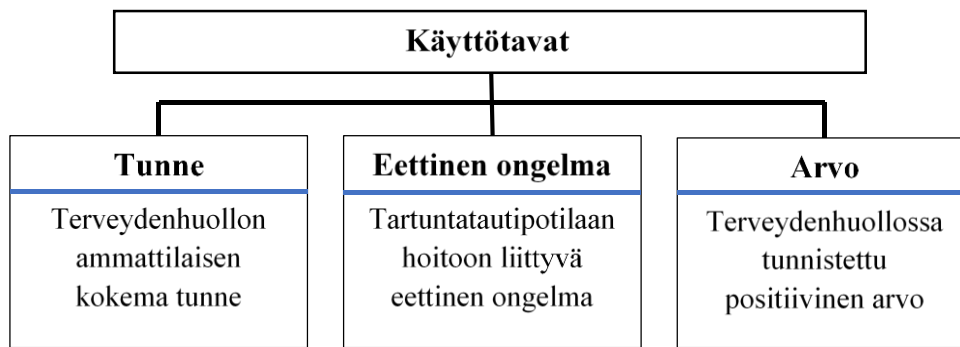 Käyttötavat
Tunne
Terveydenhuollon
ammattilaisen
kokema tunne
Eettinen ongelma
Tartuntatautipotilaan
hoitoon liittyvä
eettinen ongelma
Arvo
Terveydenhuollossa
tunnistettu
positiivinen arvo